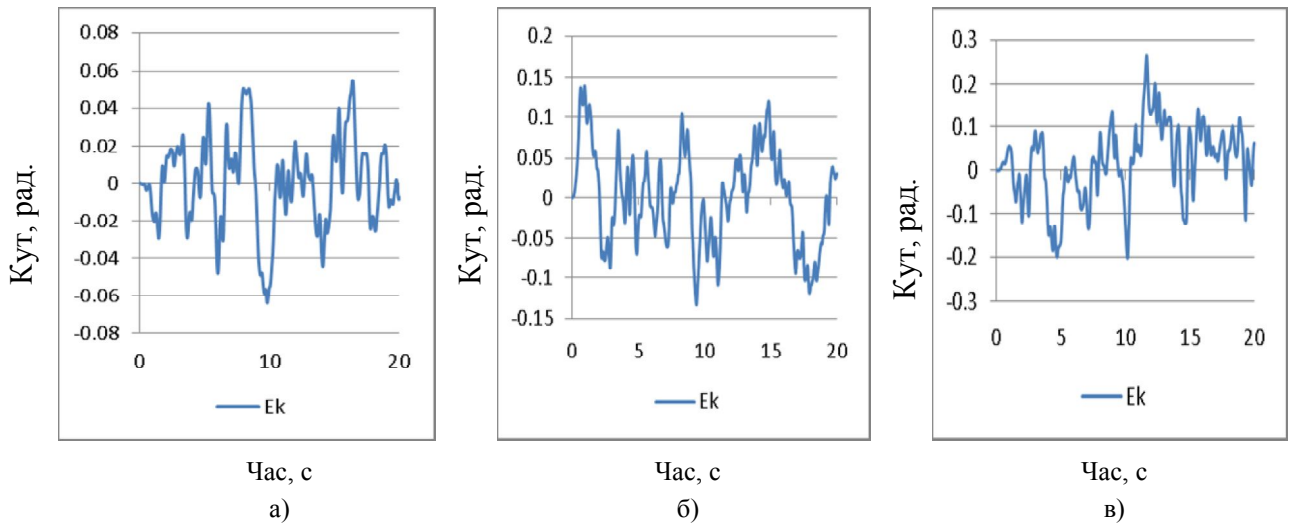 Кут, рад.
0.08
0.06
0.04
0.02
0
-0.02
-0.04
-0.06
-0.08
0 10 20
Ek
Час, с
а)
Кут, рад.
0.2
0.15
0.1
0.05
0
-0.05
-0.1
-0.15
0 5 10 15 20
Ek
Час, с
б)
Кут, рад.
0.3
0.2
0.1
0
-0.1
-0.2
-0.3
0 5 10 15 20
Ek
Час, с
в)